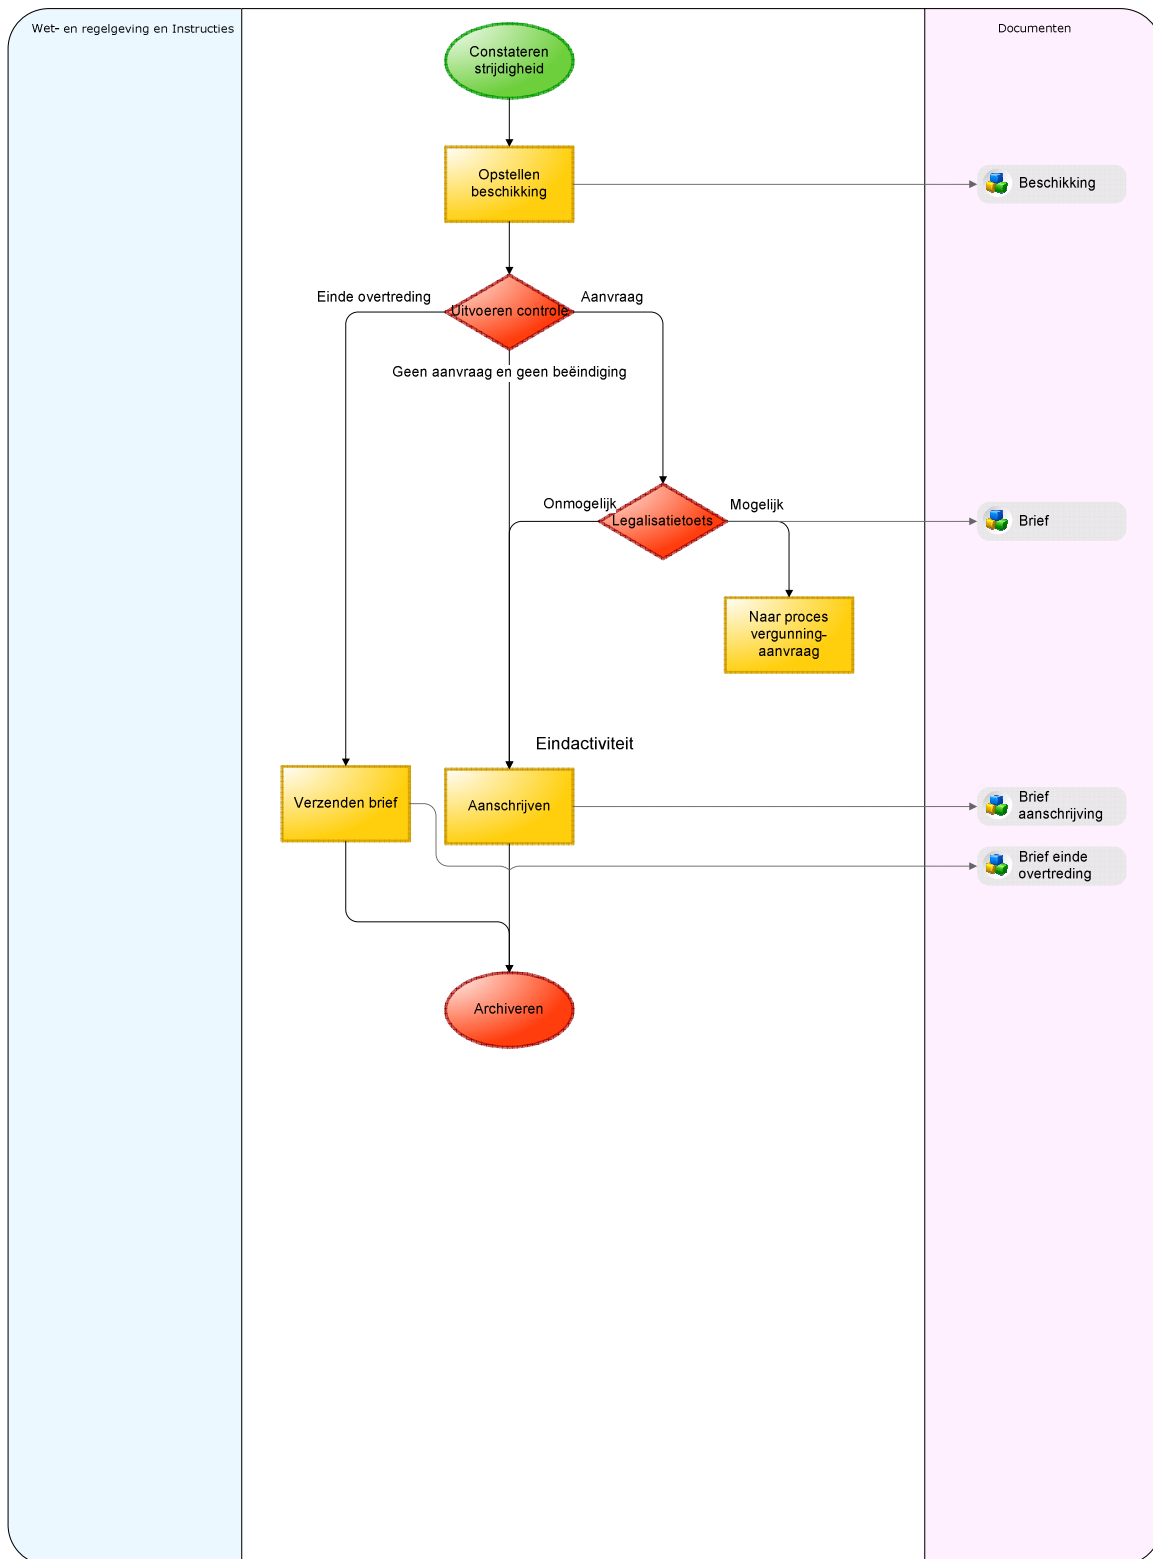 Wet- en regelgeving en Instructies
Documenten
Constateren
strijdigheid
Opstellen
beschikking
Beschikking
Einde overtreding
Uitvoeren controle
Aanvraag
Geen aanvraag en geen beëindiging
Onmogelijk
Mogelijk
Legalisatietoets
Brief
Naar proces
vergunning-
aanvraag
Eindactiviteit
Verzenden brief
Aanschrijven
Brief
aanschrijving
Brief einde
overtreding
Archiveren